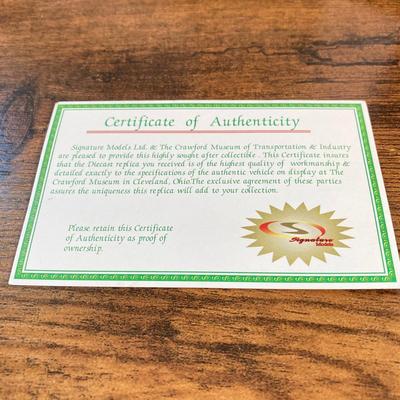 Certificate of Authenticity
Signature Models Ltd. & The Crawford Museum of Transportation & Industry
are pleased to provide this highly sought after collectible . This Certificate insures
that the Diecast replica you received is of the highest quality of workmanship &
detailed exactly to the specifications of the authentic vehicle on display at The
Crawford Museum in Cleveland, Ohio.The exclusive agreement of these parties
assures the uniqueness this replica will add to your collection.
Please retain this Certificate
of Authenticity as proof of
ownership.
Signature
Models